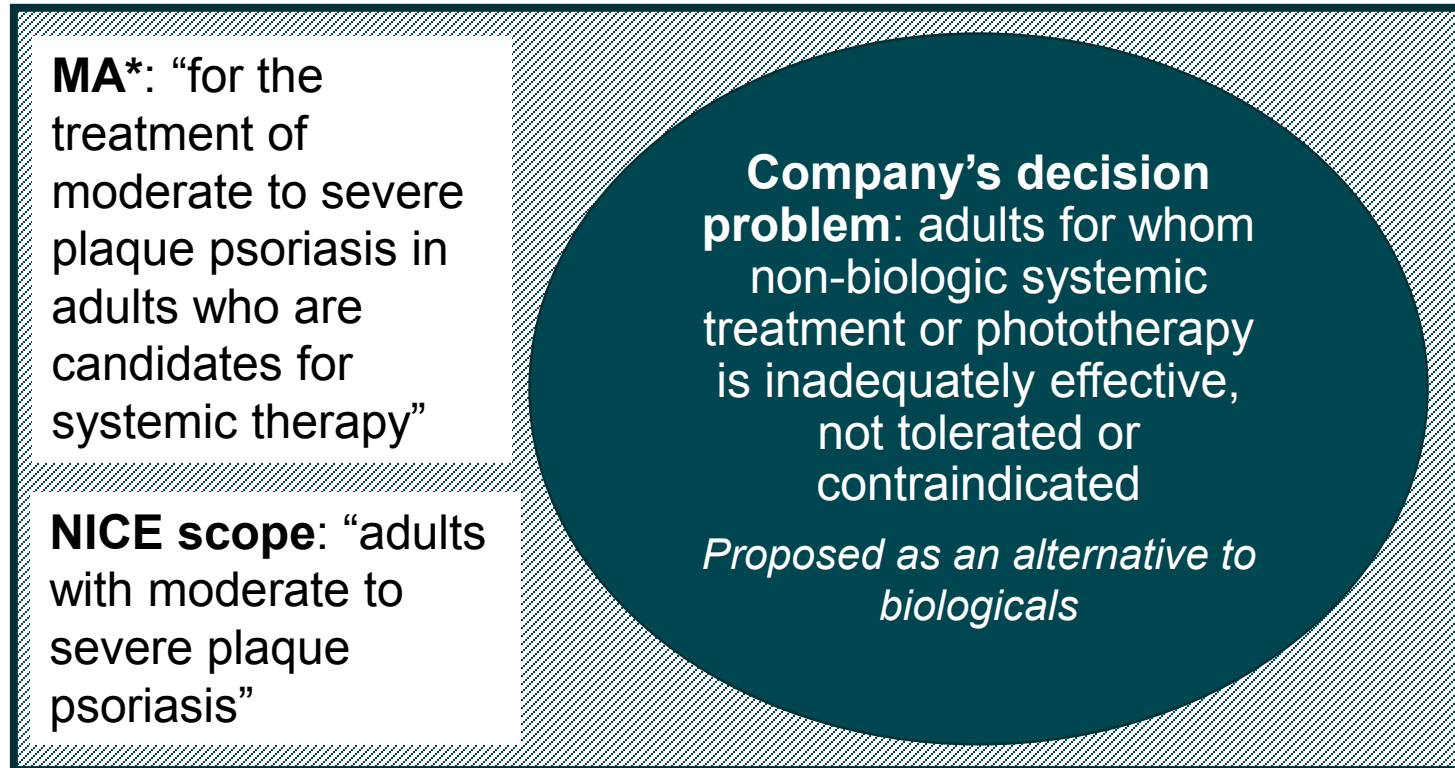 MA*: “for the
treatment of
moderate to severe
plaque psoriasis in
adults who are
candidates for
systemic therapy”
NICE scope: “adults
with moderate to
severe plaque
psoriasis”
Company’s decision
problem: adults for whom
non-biologic systemic
treatment or phototherapy
is inadequately effective,
not tolerated or
contraindicated
Proposed as an alternative to
biologicals